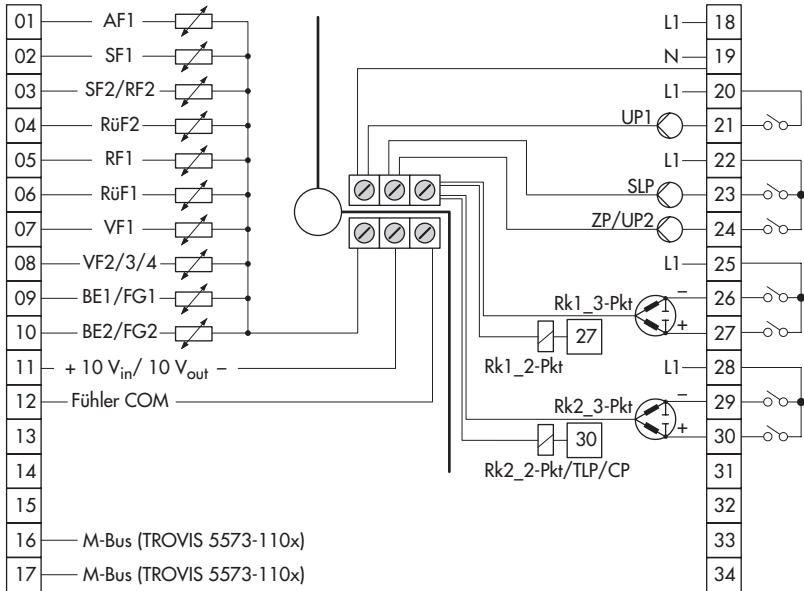 01 AF1
02 SF1
03 SF2/RF2
04 RüF2
05 RF1
06 RüF1
07 VF1
08 VF2/3/4
09 BE1/FG1
10 BE2/FG2
11 + 10 Vin/ 10 Vout –
12 Fühler COM
13
14
15
16 M-Bus (TROVIS 5573-110x)
17 M-Bus (TROVIS 5573-110x)
L1 18
N 19
L1 20
UP1 21
L1 22
SLP 23
ZP/UP2 24
L1 25
Rk1_3-Pkt – 26
+ 27
27
Rk1_2-Pkt
L1 28
Rk2_3-Pkt – 29
+ 30
30
Rk2_2-Pkt/TLP/CP
31
32
33
34